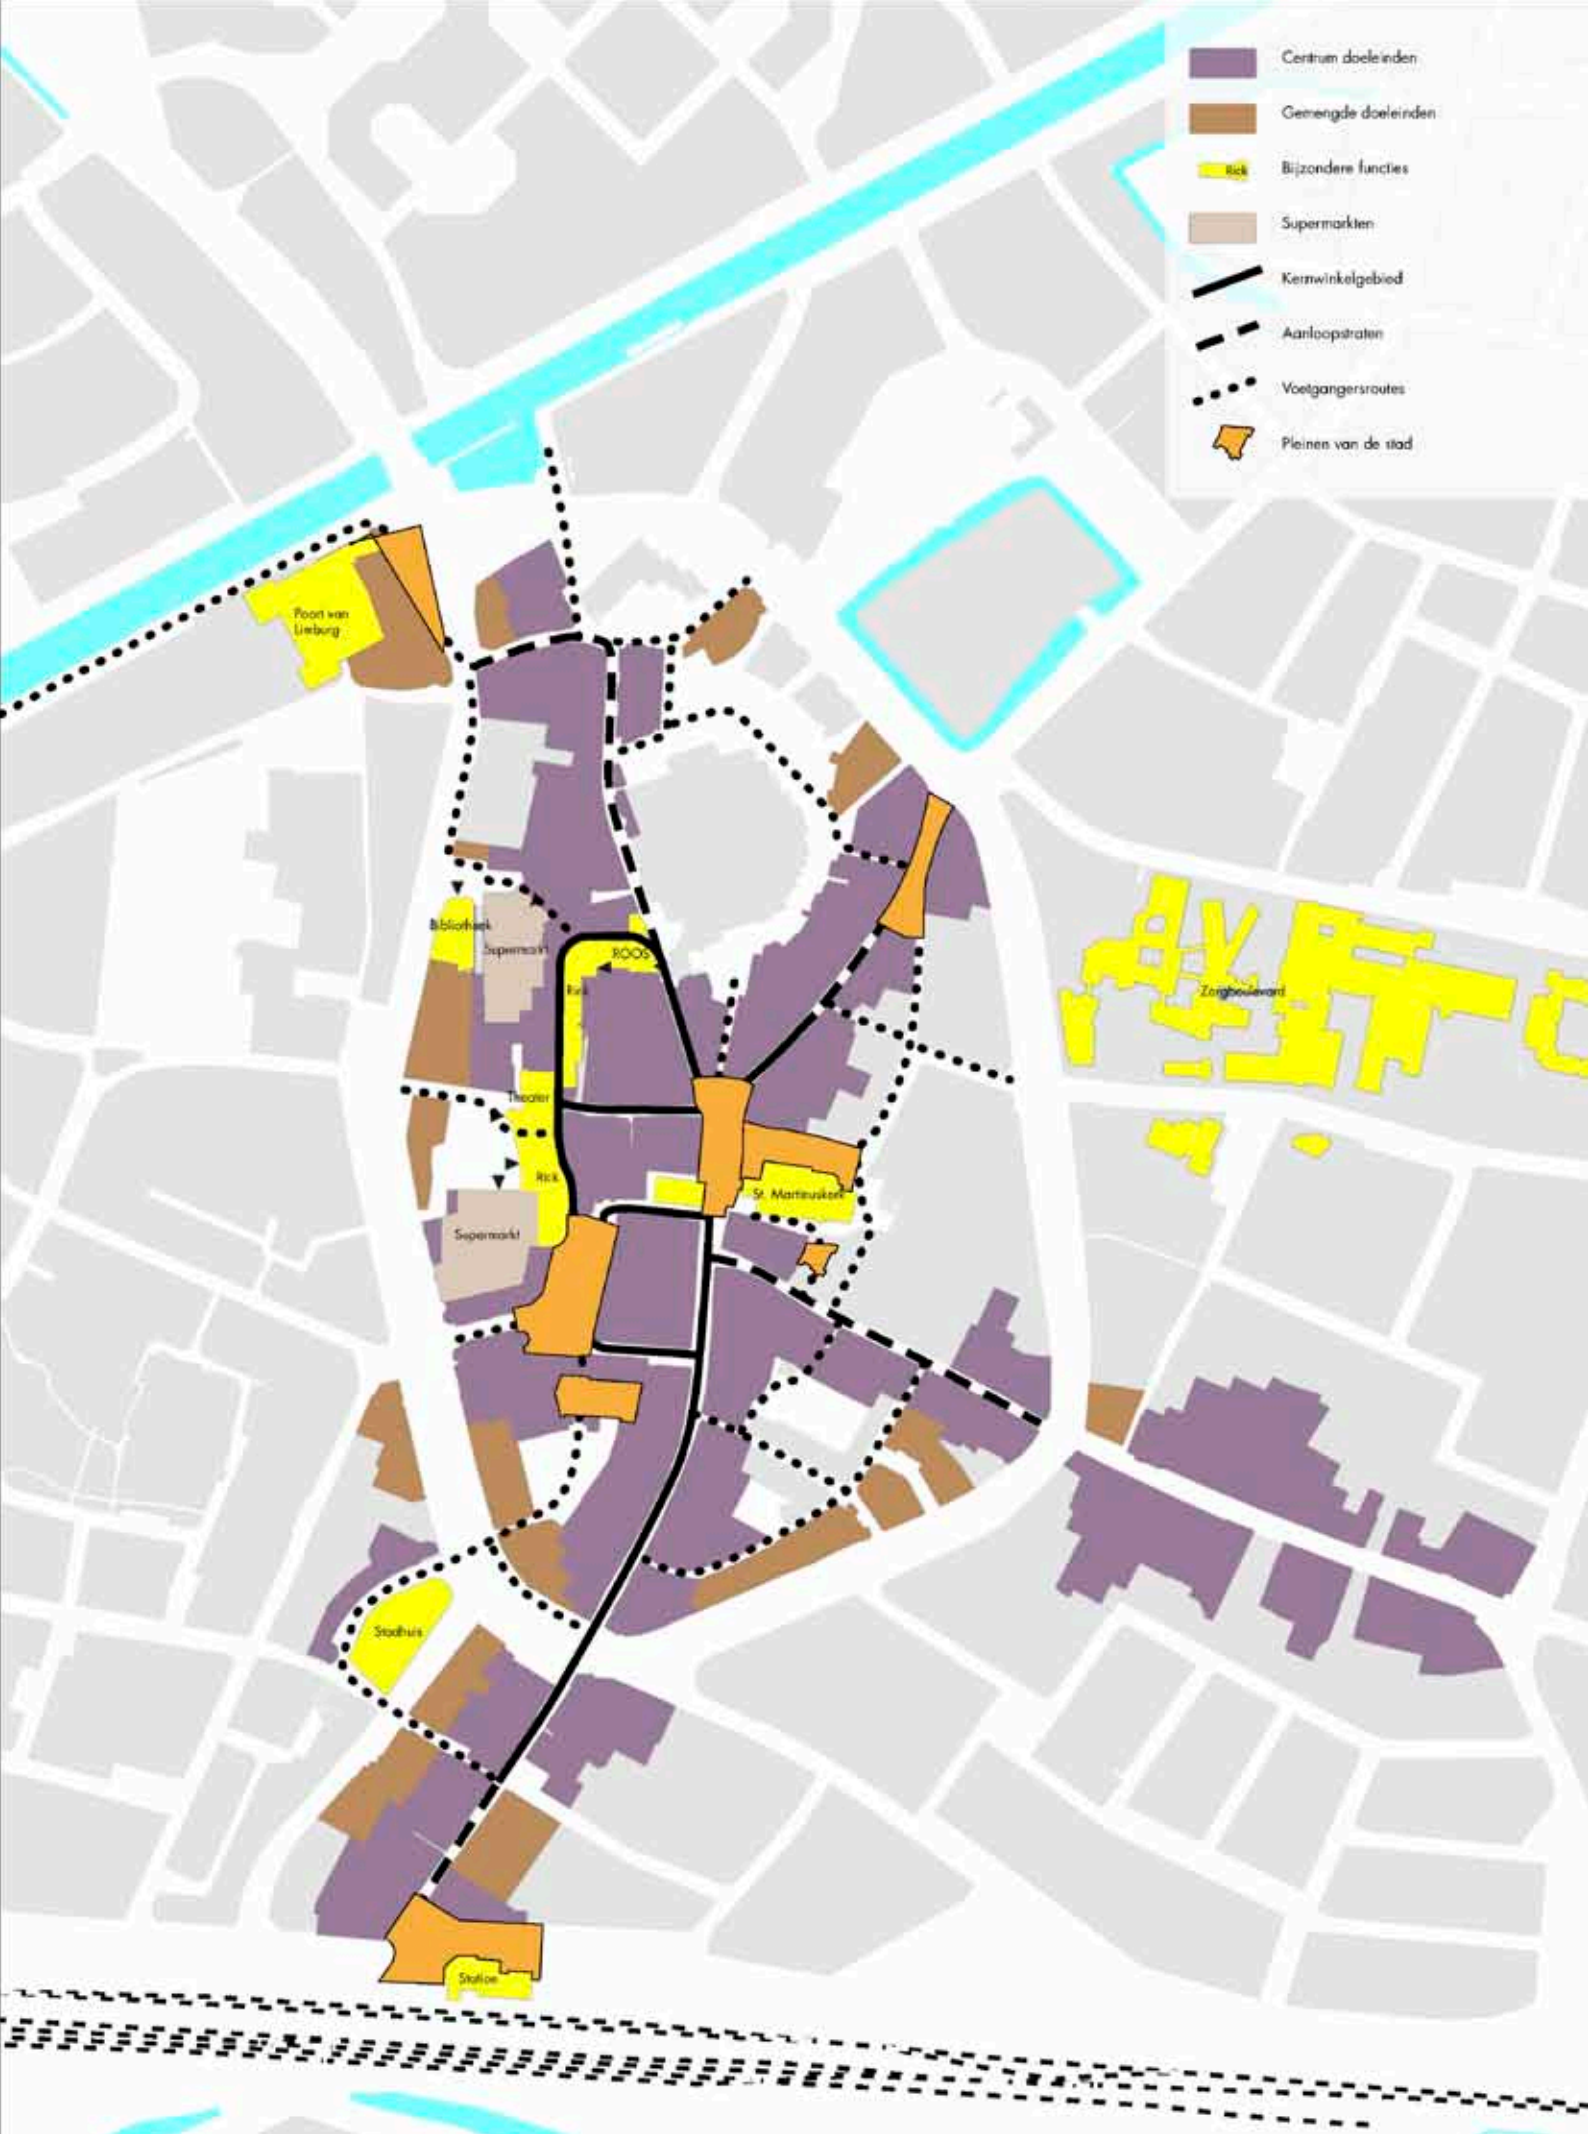 Centrum doeleinden
Gemengde doeleinden
Rick
Bijzondere functies
Supermarkten
Kernwinkelgebied
Aanloopstraten
Voetgangersroutes
Pleinen van de stad
Poort van
Limburg
Bibliotheek
Supermarkt
ROOS
Rick
Zorgboulevard
Theater
Rick
St. Martinuskerk
Supermarkt
Stadhuis
Station